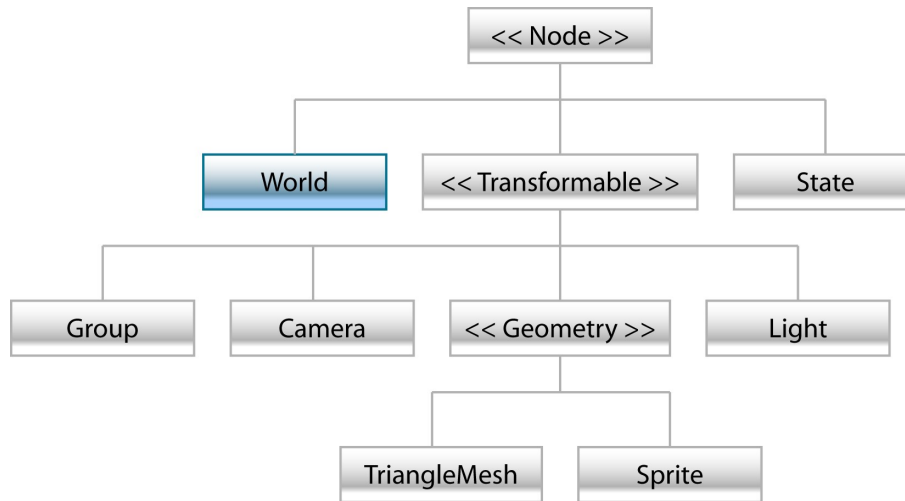 << Node >>
World
<< Transformable >>
State
Group
Camera
<< Geometry >>
Light
TriangleMesh
Sprite